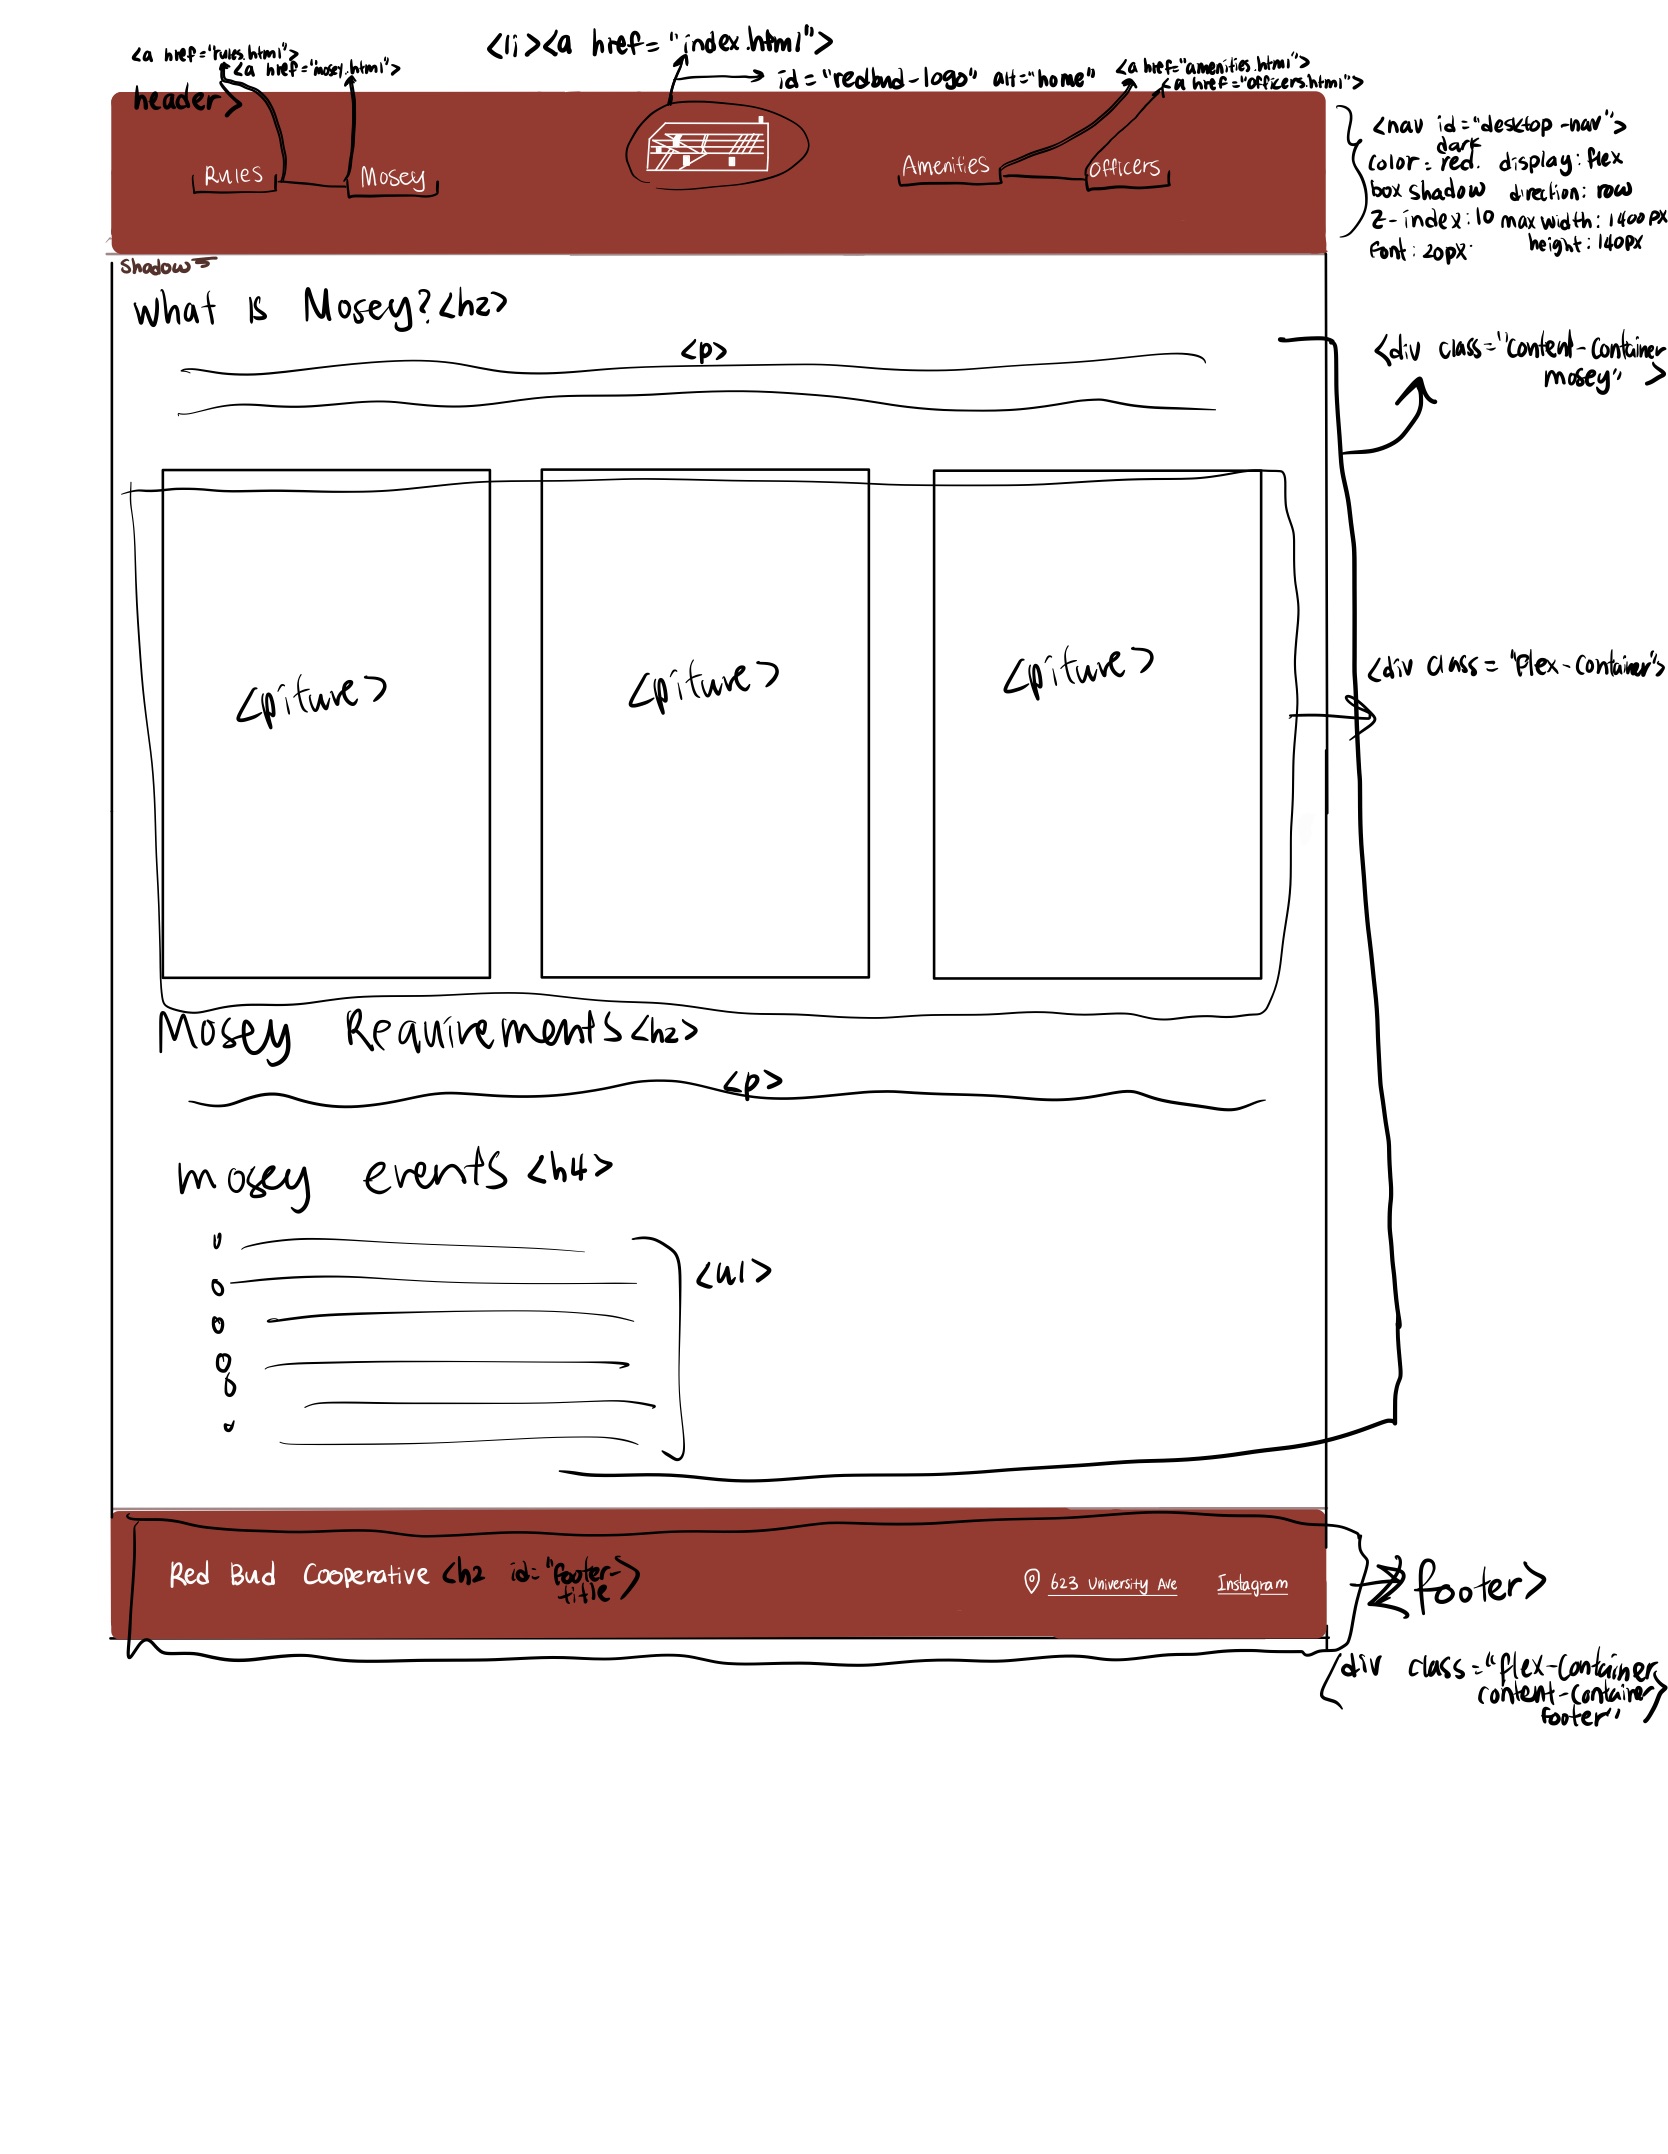 <a href="rules.html">
<a href="mosey.html">
<li><a href="index.html">
id="redbud-logo" alt="home"
<a href="amenities.html">
<a href="officers.html">
header>
Rules
Mosey
Amenities
Officers
<nav id="desktop-nav">
dark
color: red. display: flex
box shadow direction: row
z-index: 10 max width: 1400px
font: 20px height: 140px
Shadow
What is Mosey? <h2>
<p>
<div class="content-container
mosey" >
<piture>
<piture>
<piture>
<div class="flex-container">
Mosey Requirements <h2>
<p>
mosey events <h4>
<ul>
Red Bud Cooperative <h2 id="footer-
title >
623 University Ave
Instagram
footer>
<div class="flex-container
content-container
footer" >